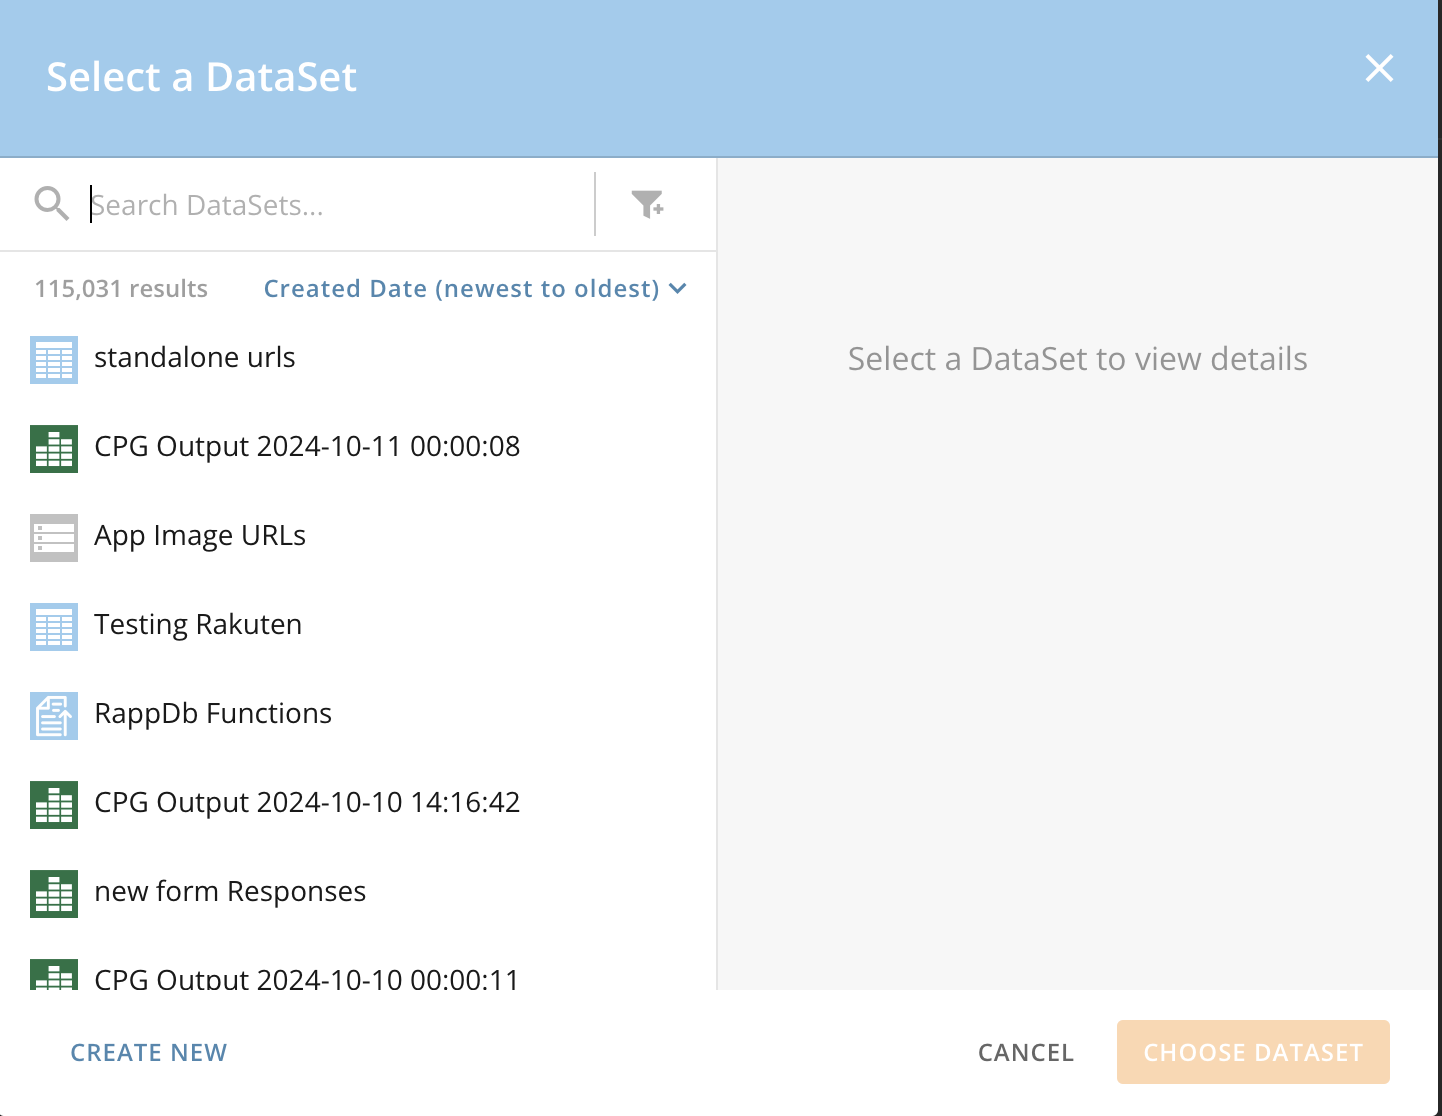 Select a DataSet
Search DataSets...
115,031 results
Created Date (newest to oldest)
standalone urls
CPG Output 2024-10-11 00:00:08
App Image URLs
Testing Rakuten
RappDb Functions
CPG Output 2024-10-10 14:16:42
new form Responses
CPG Output 2024-10-10 00:00:11
Select a DataSet to view details
CREATE NEW
CANCEL
CHOOSE DATASET